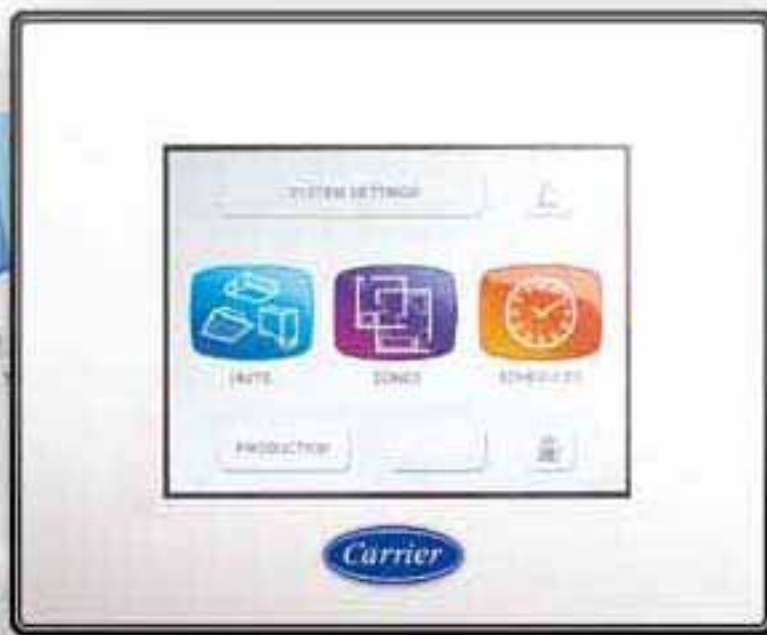 SYSTEM SETTINGS
UNITS
ZONES
SCHEDULES
PRODUCTION
Carrier